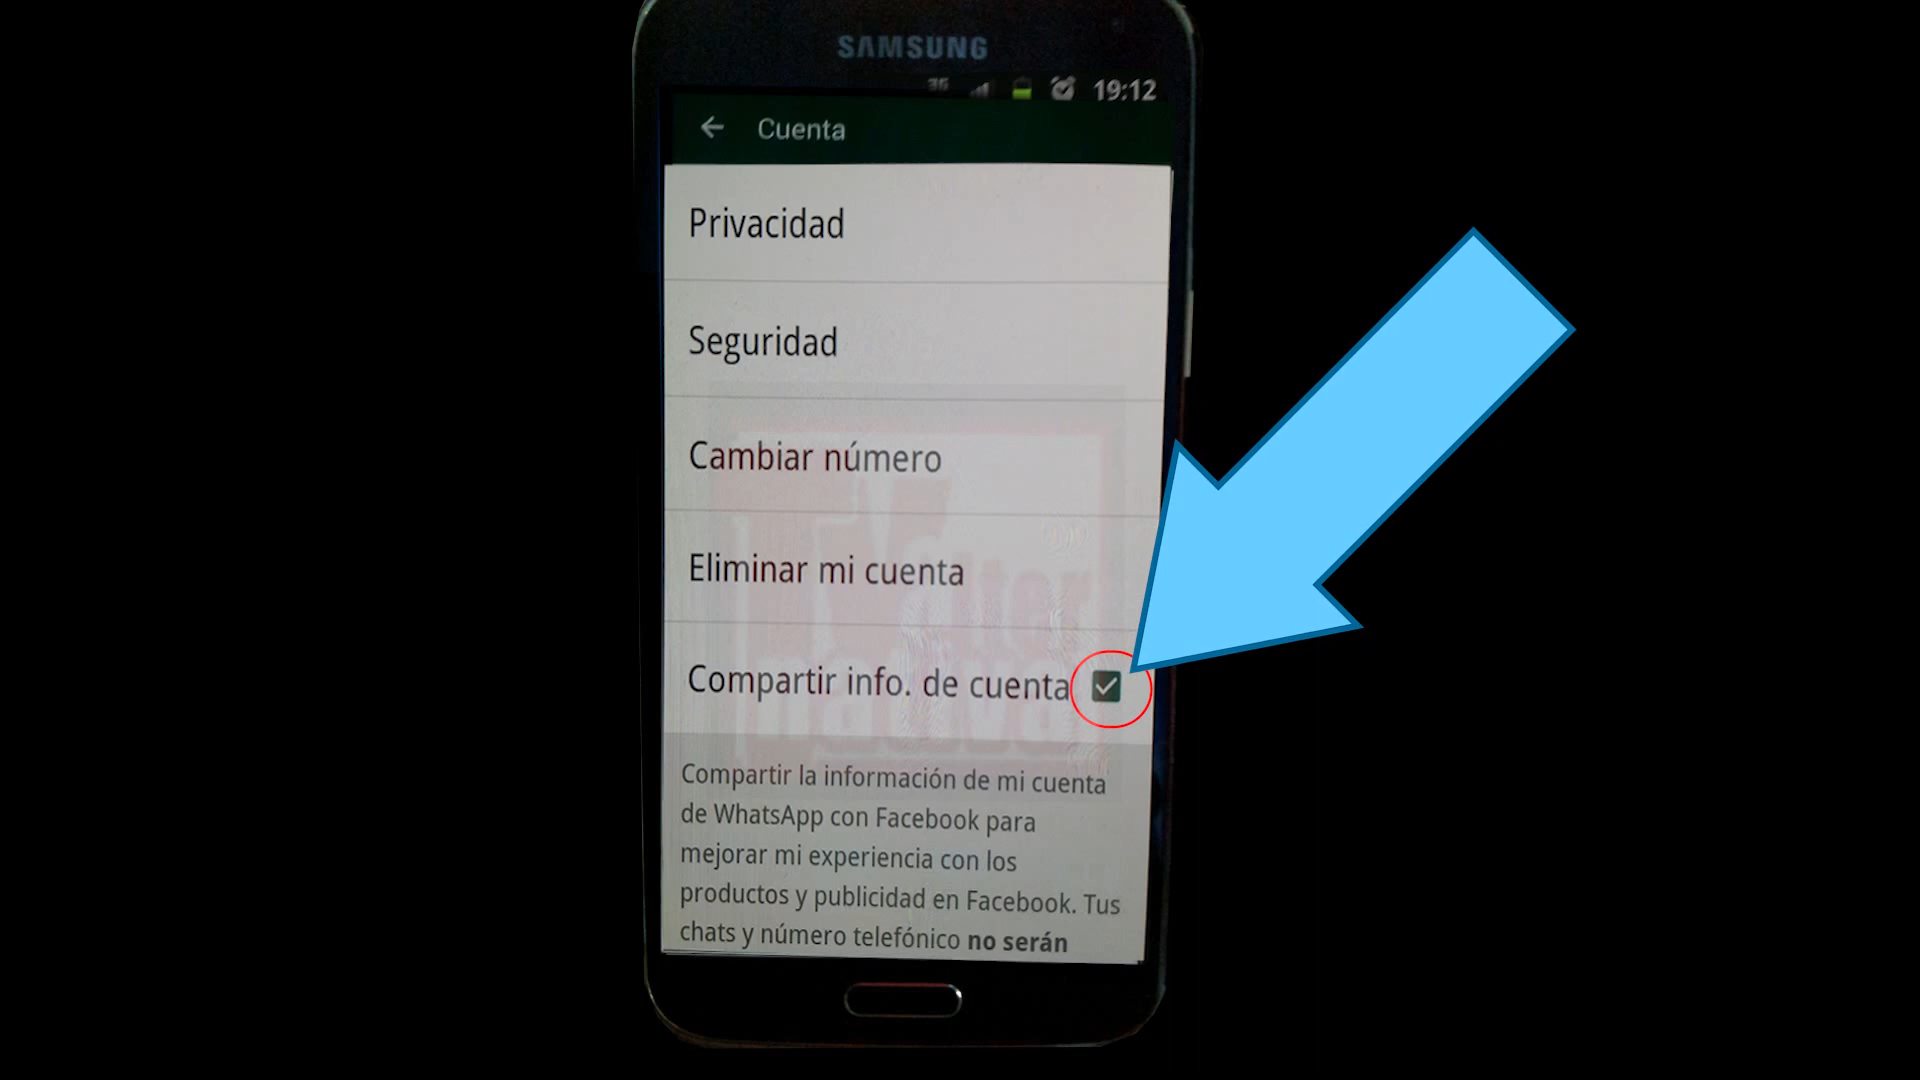 SAMSUNG
3G 19:12
Cuenta
Privacidad
Seguridad
Cambiar número
Eliminar mi cuenta
Compartir info. de cuenta
Compartir la información de mi cuenta
de WhatsApp con Facebook para
mejorar mi experiencia con los
productos y publicidad en Facebook. Tus
chats y número telefónico no serán